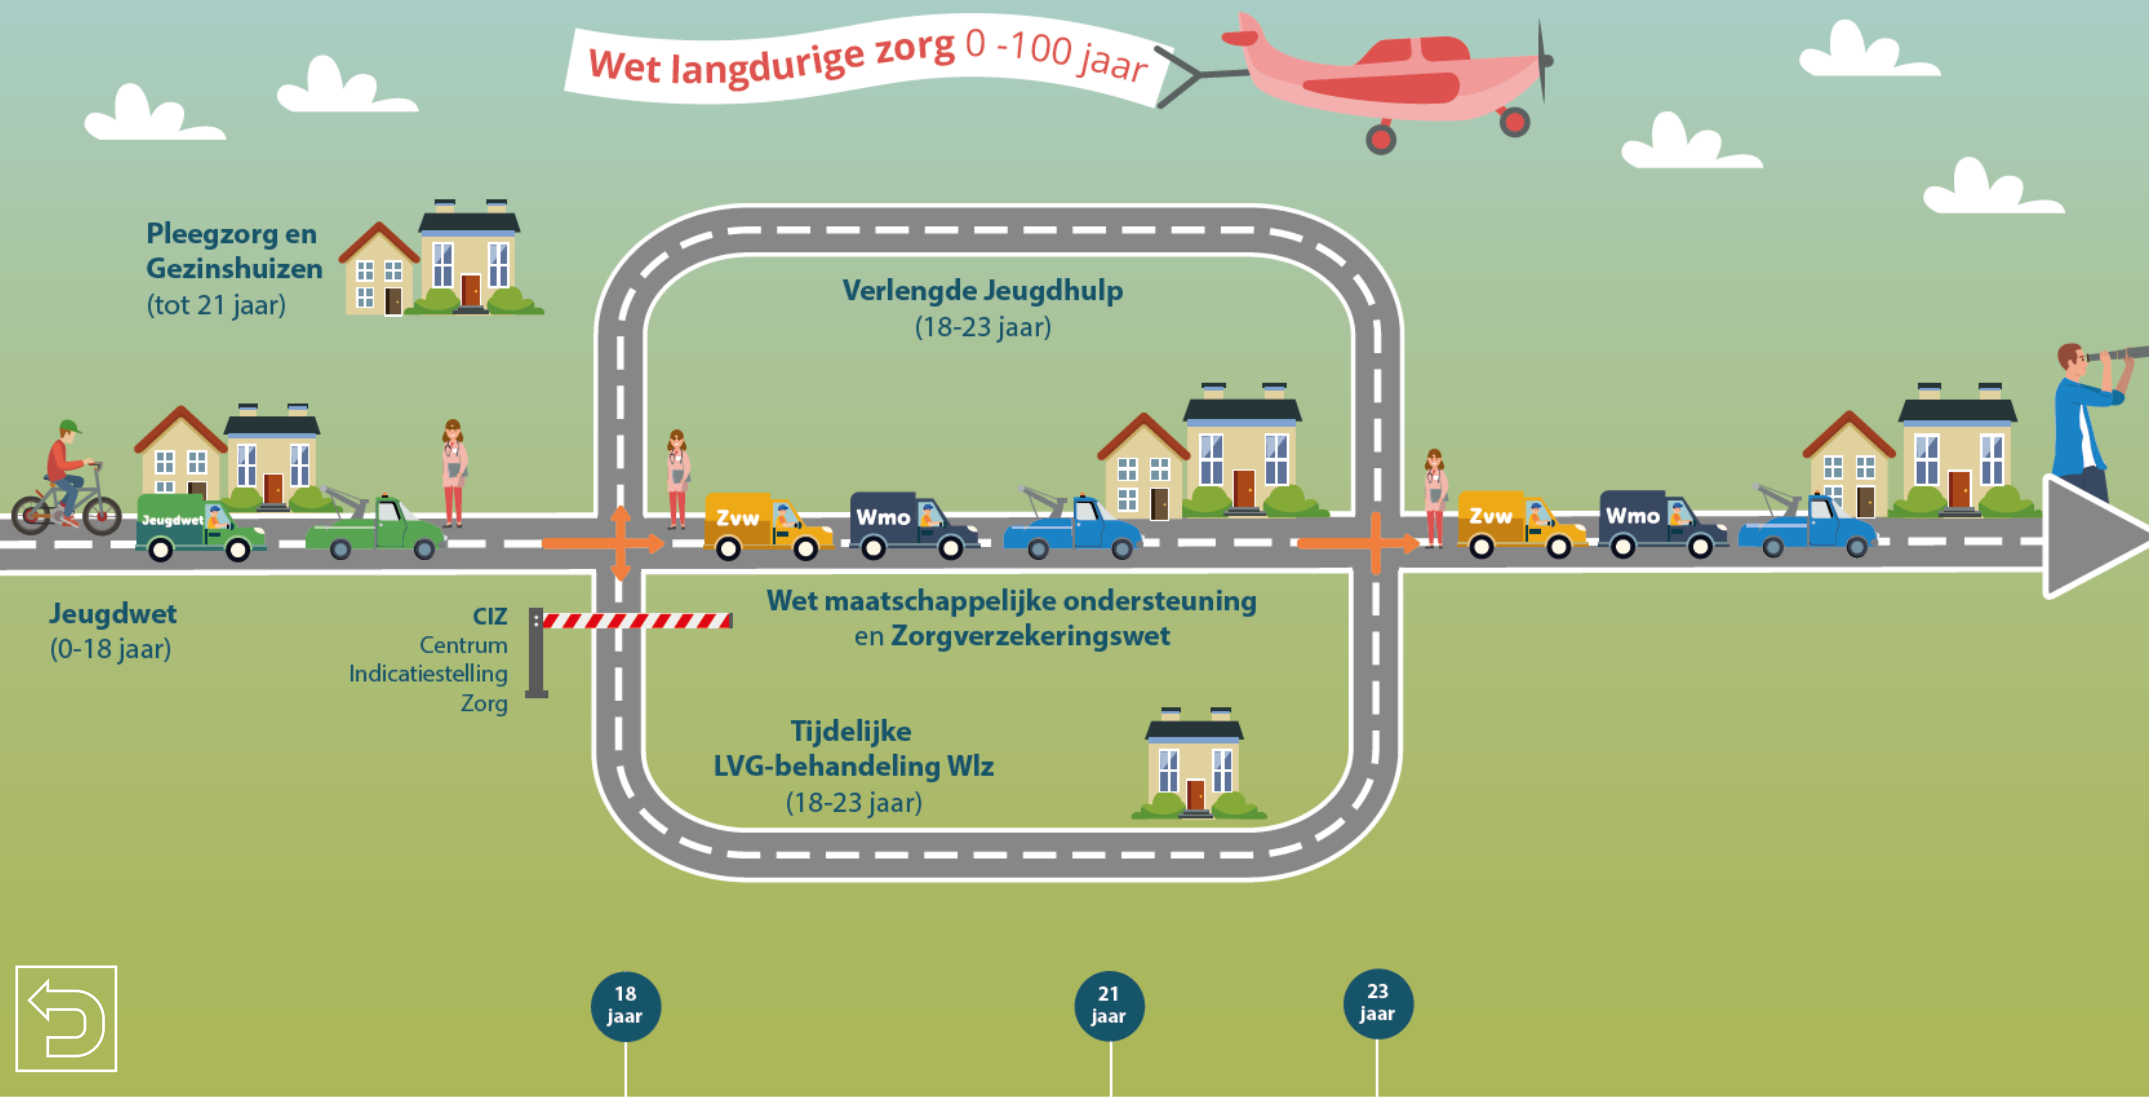 Wet langdurige zorg 0 -100 jaar
Pleegzorg en
Gezinshuizen
(tot 21 jaar)
Verlengde Jeugdhulp
(18-23 jaar)
Jeugdwet
Zvw
Wmo
Zvw
Wmo
Jeugdwet
(0-18 jaar)
CIZ
Centrum
Indicatiestelling
Zorg
Wet maatschappelijke ondersteuning
en Zorgverzekeringswet
Tijdelijke
LVG-behandeling Wlz
(18-23 jaar)
18
jaar
21
jaar
23
jaar